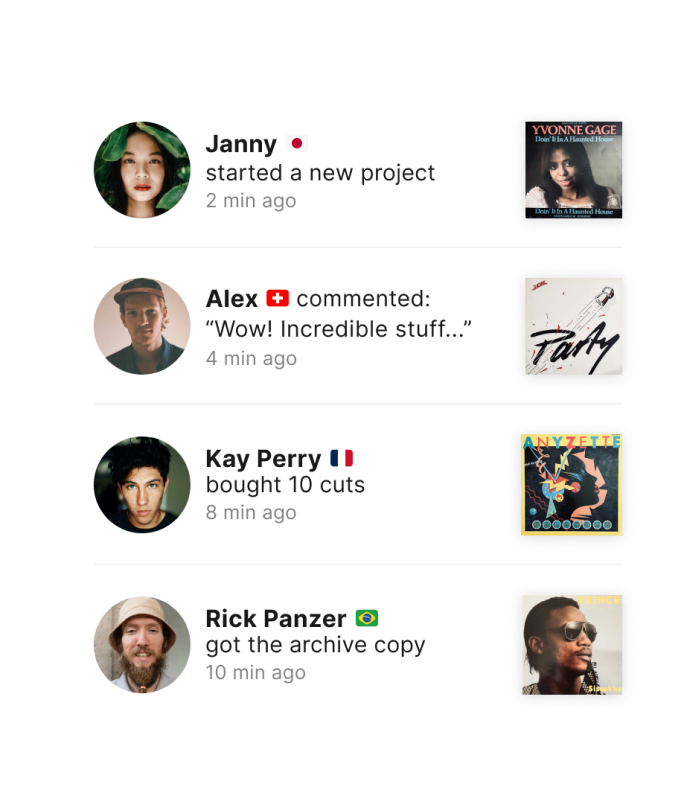 Janny
started a new project
2 min ago
YVONNE GAGE
Doin' It In A Haunted House
Doin' It In A Haunted House
Alex commented:
“Wow! Incredible stuff...”
4 min ago
Party
Kay Perry
bought 10 cuts
8 min ago
ANYZETTE
Rick Panzer
got the archive copy
10 min ago